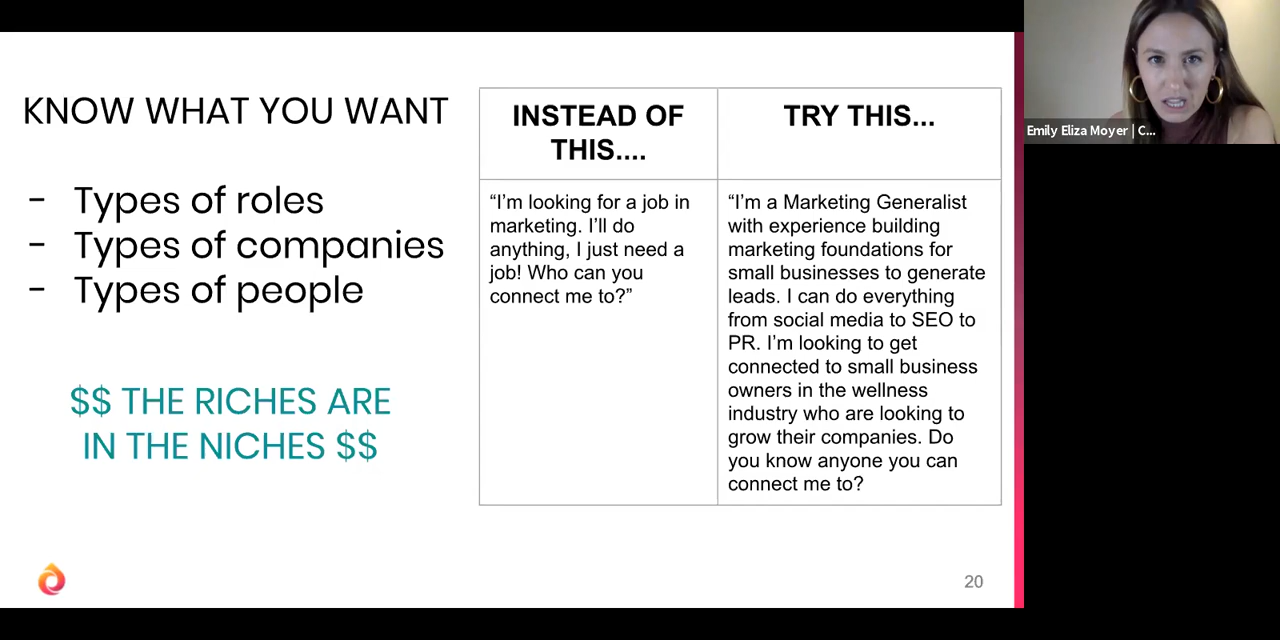 KNOW WHAT YOU WANT
- Types of roles
- Types of companies
- Types of people
$$ THE RICHES ARE
IN THE NICHES $$
INSTEAD OF
THIS....
“I’m looking for a job in
marketing. I’ll do
anything, I just need a
job! Who can you
connect me to?”
TRY THIS...
“I’m a Marketing Generalist
with experience building
marketing foundations for
small businesses to generate
leads. I can do everything
from social media to SEO to
PR. I’m looking to get
connected to small business
owners in the wellness
industry who are looking to
grow their companies. Do
you know anyone you can
connect me to?
20
Emily Eliza Moyer | C...